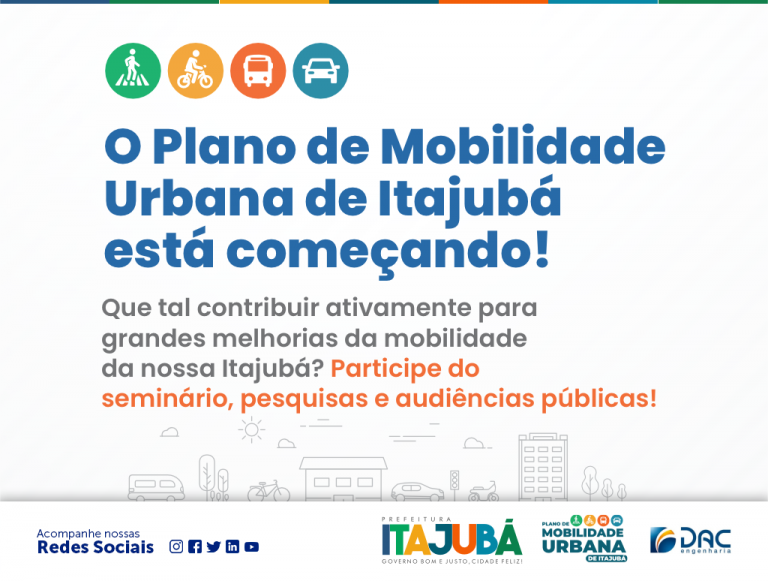 O Plano de Mobilidade
Urbana de Itajubá
está começando!
Que tal contribuir ativamente para
grandes melhorias da mobilidade
da nossa Itajubá? Participe do
seminário, pesquisas e audiências públicas!
Acompanhe nossas
Redes Sociais
PREFEITURA
ITAJUBÁ
GOVERNO BOM E JUSTO, CIDADE FELIZ!
PLANO DE
MOBILIDADE
URBANA
DE ITAJUBÁ
DAC
engenharia